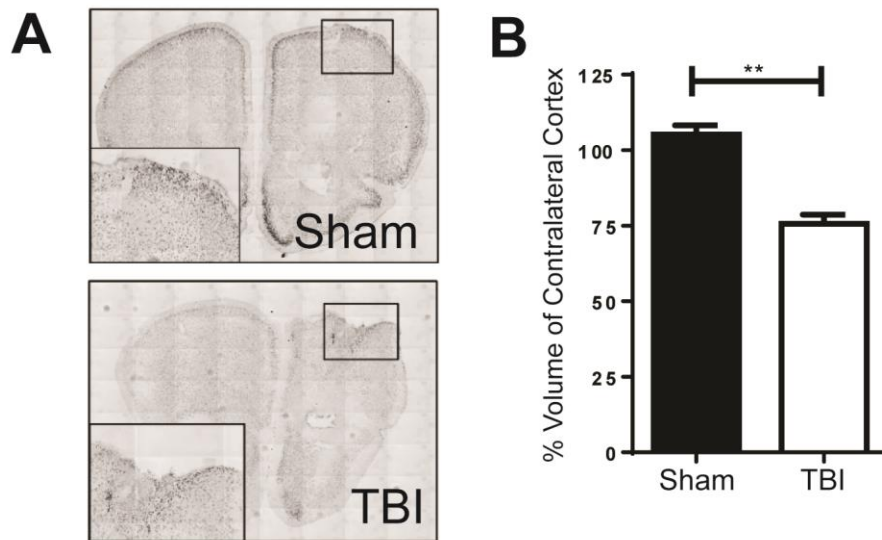 A
Sham
TBI
B
**
% Volume of Contralateral Cortex
125
100
75
50
25
0
Sham
TBI